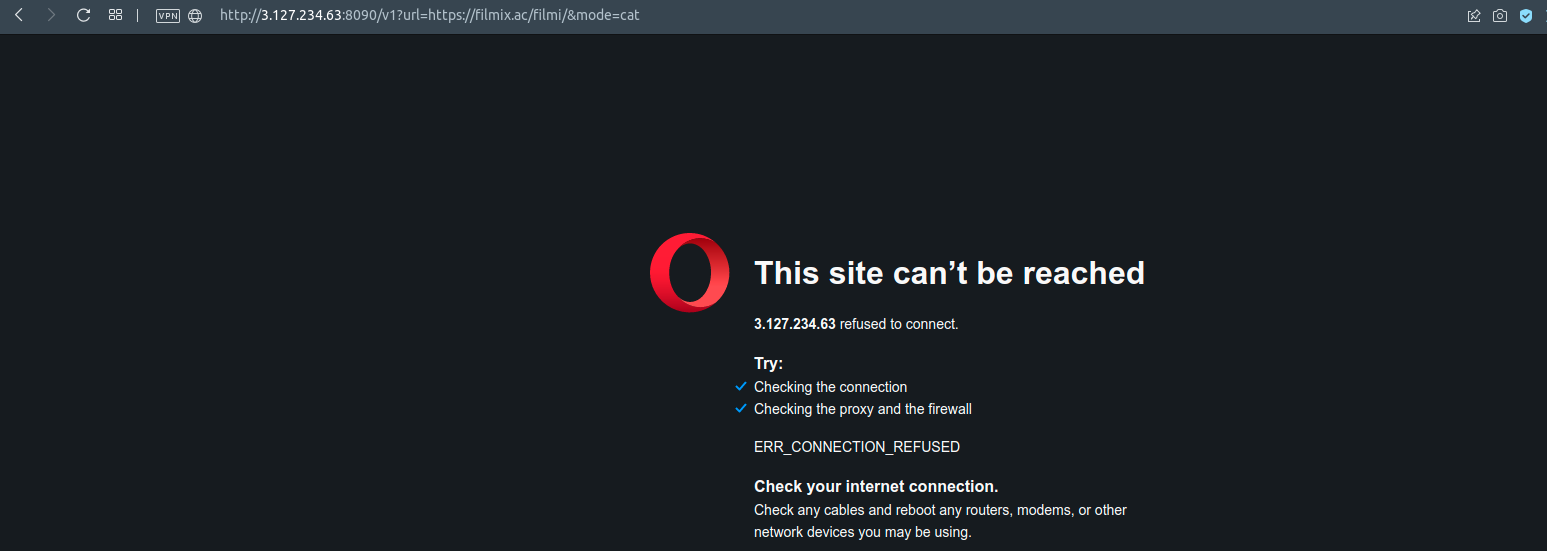 VPN http://3.127.234.63:8090/v1?url=https://filmix.ac/filmi/&mode=cat
This site can’t be reached
3.127.234.63 refused to connect.
Try:
Checking the connection
Checking the proxy and the firewall
ERR_CONNECTION_REFUSED
Check your internet connection.
Check any cables and reboot any routers, modems, or other
network devices you may be using.